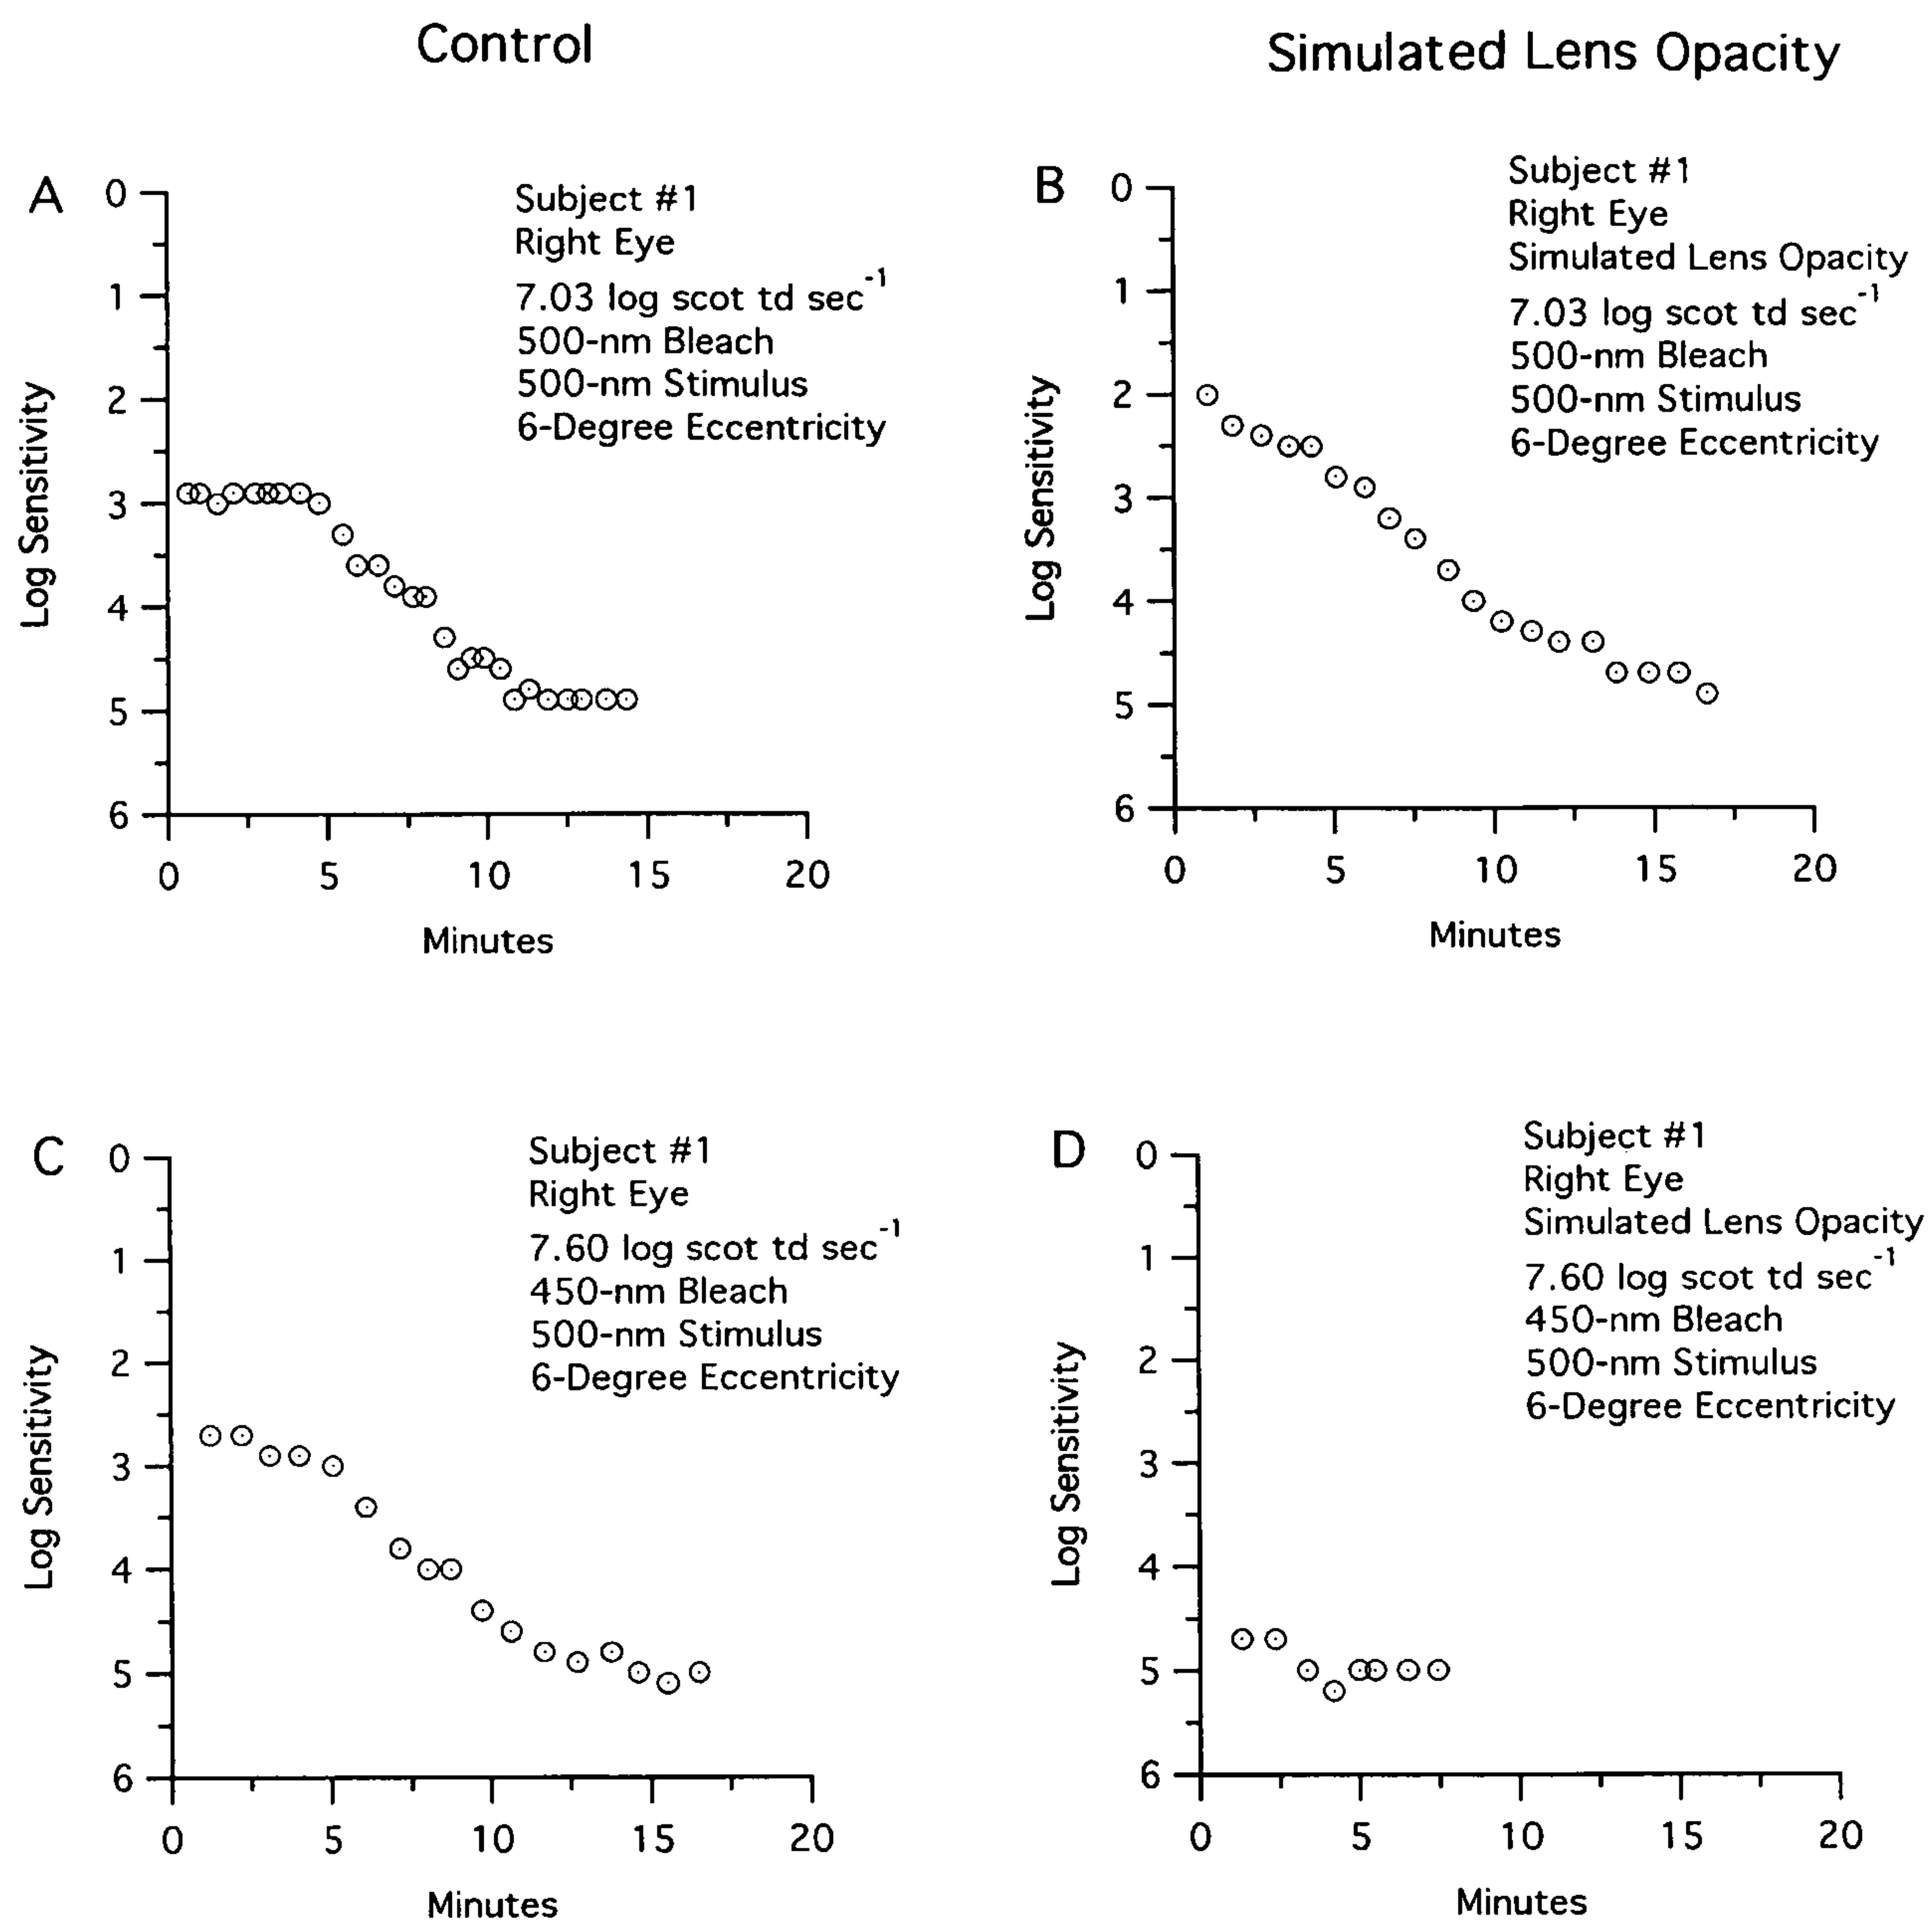 Control
Simulated Lens Opacity
A
0
1
2
3
4
5
6
Log Sensitivity
Subject #1
Right Eye
7.03 log scot td sec⁻¹
500-nm Bleach
500-nm Stimulus
6-Degree Eccentricity
0 5 10 15 20
Minutes
B
0
1
2
3
4
5
6
Log Sensitivity
Subject #1
Right Eye
Simulated Lens Opacity
7.03 log scot td sec⁻¹
500-nm Bleach
500-nm Stimulus
6-Degree Eccentricity
0 5 10 15 20
Minutes
C
0
1
2
3
4
5
6
Log Sensitivity
Subject #1
Right Eye
7.60 log scot td sec⁻¹
450-nm Bleach
500-nm Stimulus
6-Degree Eccentricity
0 5 10 15 20
Minutes
D
0
1
2
3
4
5
6
Log Sensitivity
Subject #1
Right Eye
Simulated Lens Opacity
7.60 log scot td sec⁻¹
450-nm Bleach
500-nm Stimulus
6-Degree Eccentricity
0 5 10 15 20
Minutes